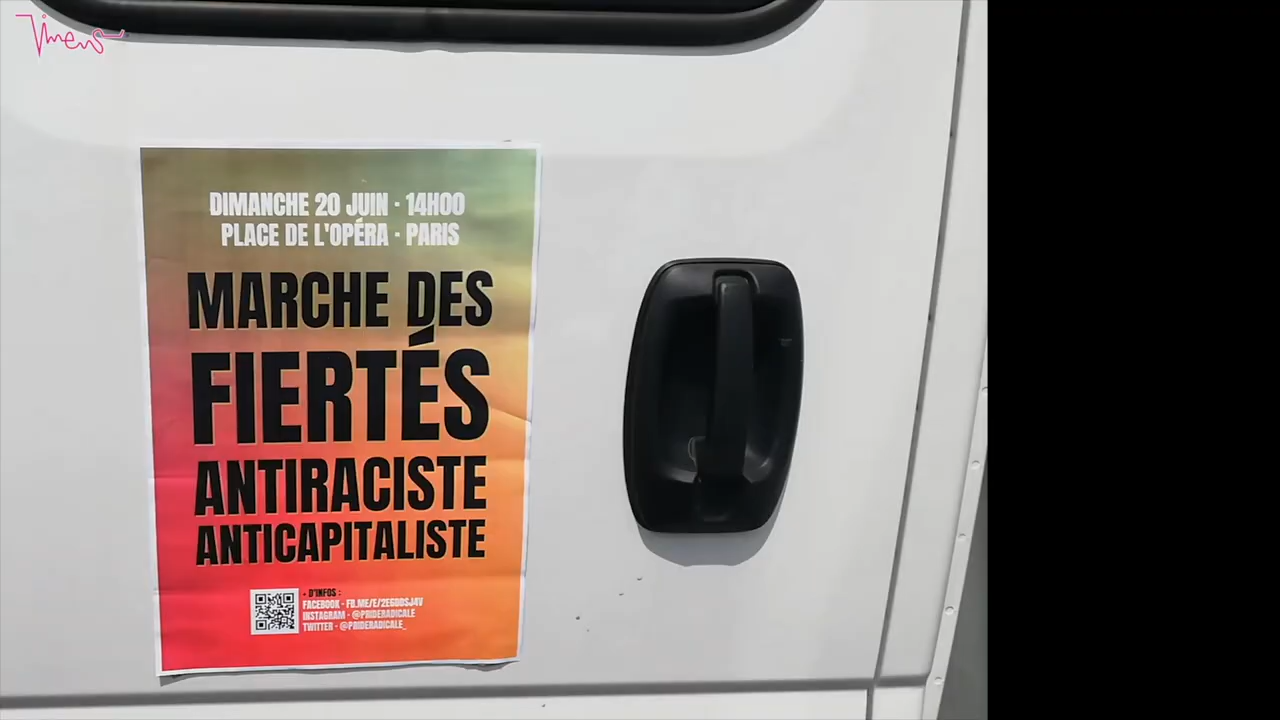 Vinens
DIMANCHE 20 JUIN · 14H00
PLACE DE L'OPÉRA · PARIS
MARCHE DES
FIERTÉS
ANTIRACISTE
ANTICAPITALISTE
+ D'INFOS :
FACEBOOK · FB.ME/E/2EGDDSJ4V
INSTAGRAM · @PRIDERADICALE
TWITTER · @PRIDERADICALE_